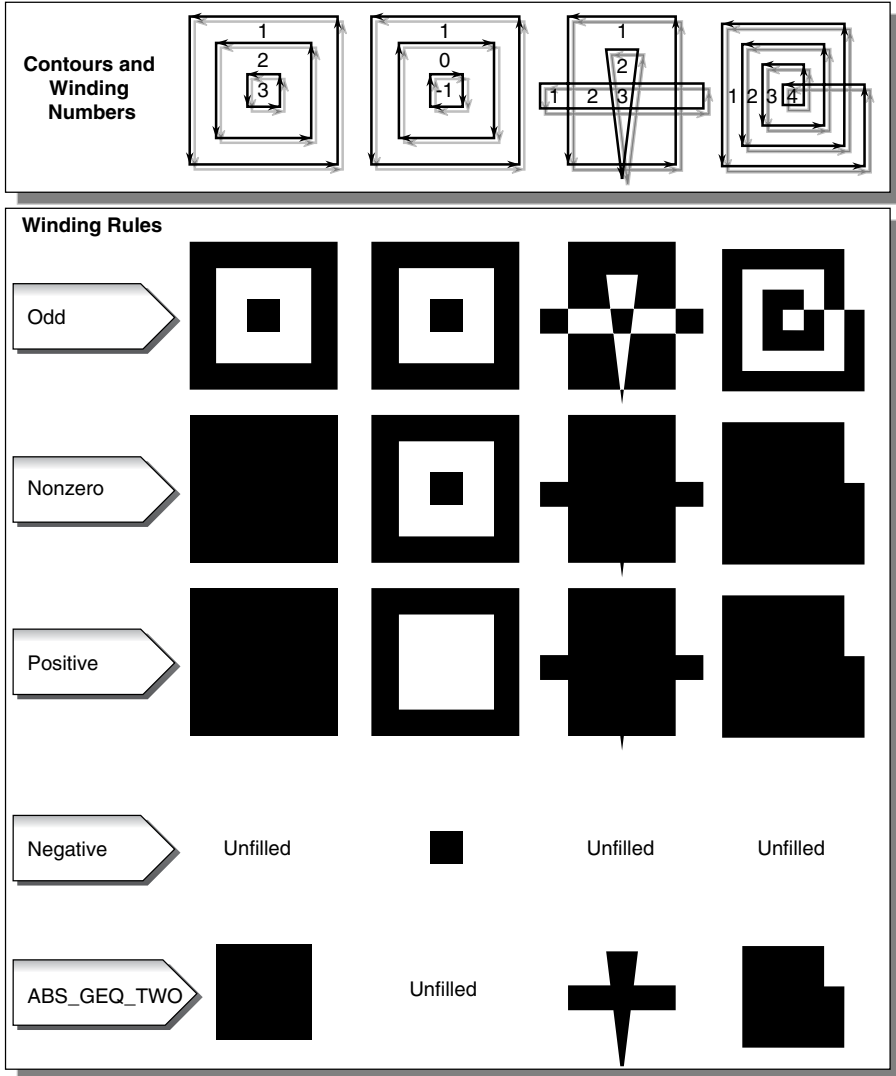 Contours and
Winding
Numbers
1
2
3
1
0
-1
1
2
1 2 3
1 2 3 4
Winding Rules
Odd
Nonzero
Positive
Negative
Unfilled
Unfilled
Unfilled
ABS_GEQ_TWO
Unfilled